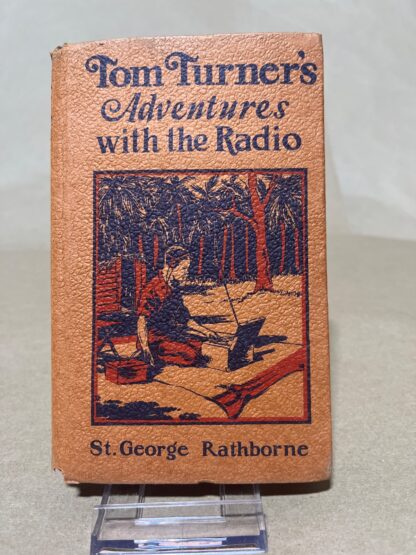 Tom Turner's
Adventures
with the Radio
St. George Rathborne